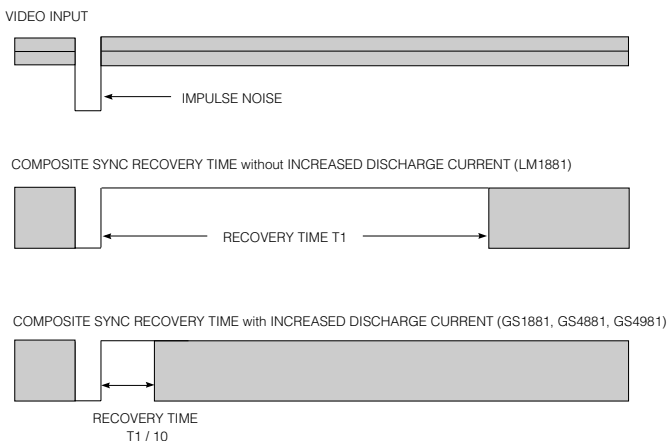 VIDEO INPUT
IMPULSE NOISE
COMPOSITE SYNC RECOVERY TIME without INCREASED DISCHARGE CURRENT (LM1881)
RECOVERY TIME T1
COMPOSITE SYNC RECOVERY TIME with INCREASED DISCHARGE CURRENT (GS1881, GS4881, GS4981)
RECOVERY TIME
T1 / 10